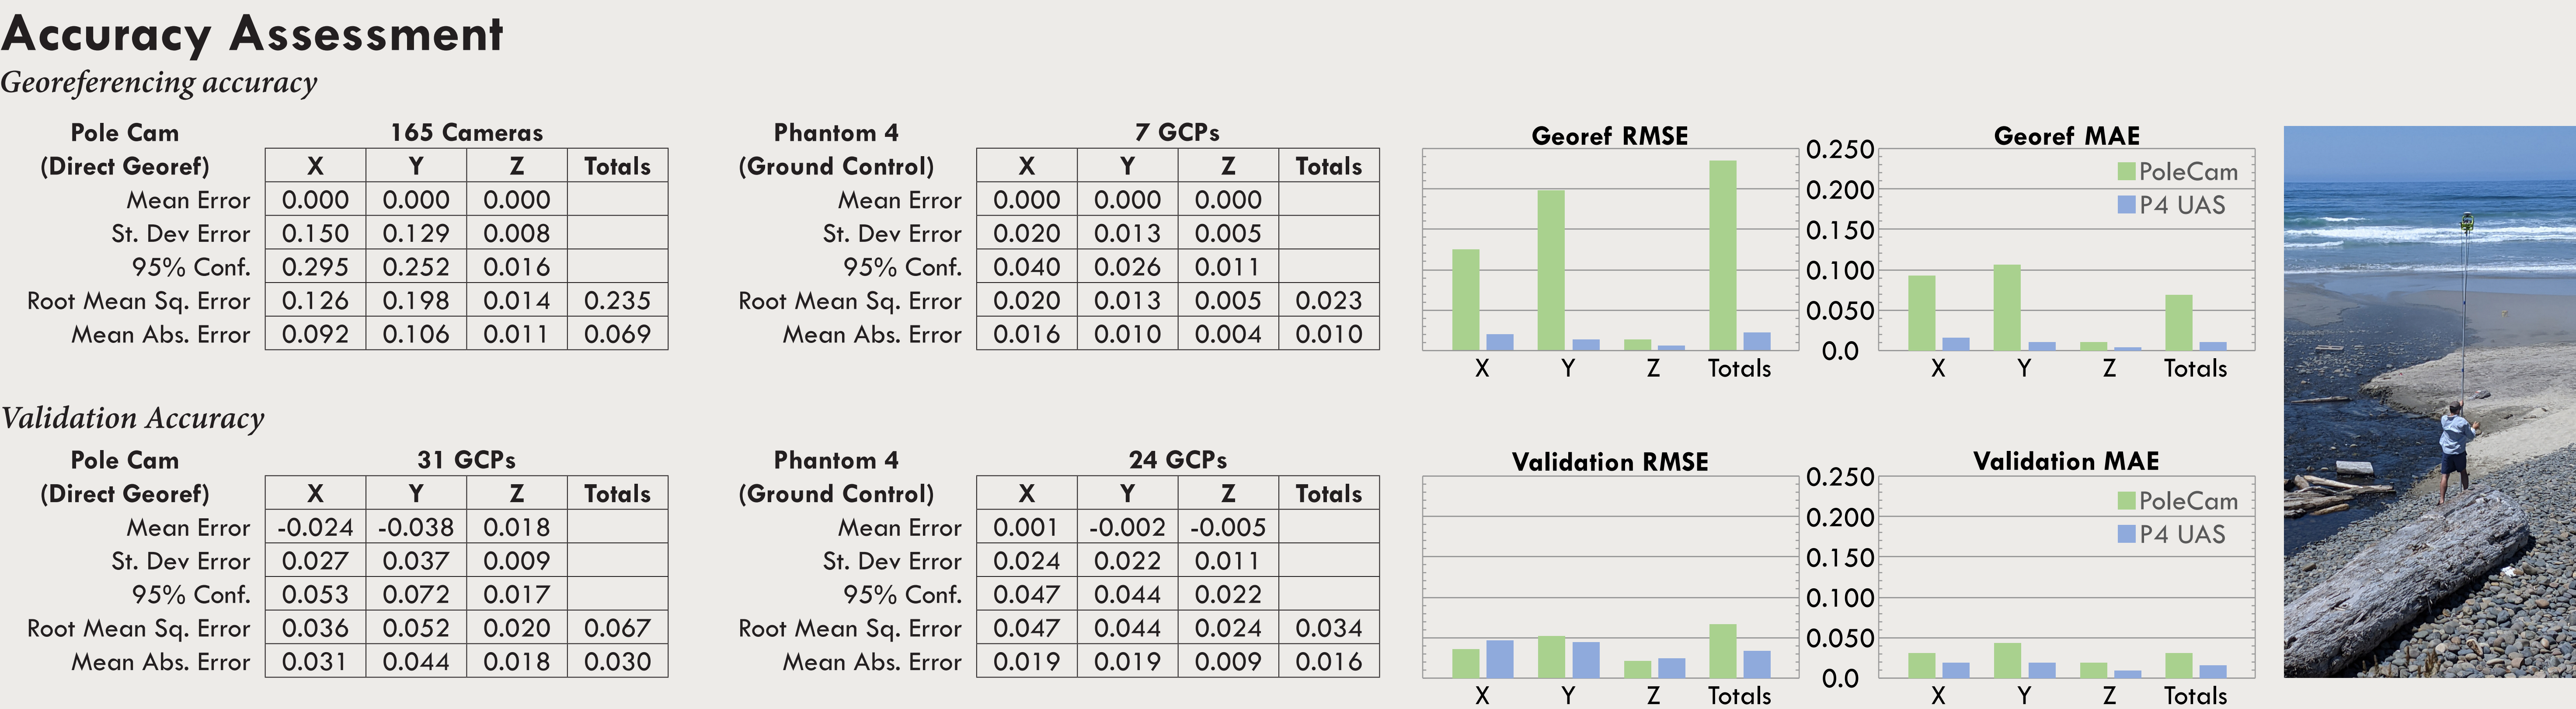 Accuracy Assessment
Georeferencing accuracy
Pole Cam 165 Cameras
(Direct Georef) X Y Z Totals
Mean Error 0.000 0.000 0.000
St. Dev Error 0.150 0.129 0.008
95% Conf. 0.295 0.252 0.016
Root Mean Sq. Error 0.126 0.198 0.014 0.235
Mean Abs. Error 0.092 0.106 0.011 0.069
Phantom 4 7 GCPs
(Ground Control) X Y Z Totals
Mean Error 0.000 0.000 0.000
St. Dev Error 0.020 0.013 0.005
95% Conf. 0.040 0.026 0.011
Root Mean Sq. Error 0.020 0.013 0.005 0.023
Mean Abs. Error 0.016 0.010 0.004 0.010
Georef RMSE
X Y Z Totals
0.250
0.200
0.150
0.100
0.050
0.0
Georef MAE
PoleCam
P4 UAS
X Y Z Totals
Validation Accuracy
Pole Cam 31 GCPs
(Direct Georef) X Y Z Totals
Mean Error -0.024 -0.038 0.018
St. Dev Error 0.027 0.037 0.009
95% Conf. 0.053 0.072 0.017
Root Mean Sq. Error 0.036 0.052 0.020 0.067
Mean Abs. Error 0.031 0.044 0.018 0.030
Phantom 4 24 GCPs
(Ground Control) X Y Z Totals
Mean Error 0.001 -0.002 -0.005
St. Dev Error 0.024 0.022 0.011
95% Conf. 0.047 0.044 0.022
Root Mean Sq. Error 0.047 0.044 0.024 0.034
Mean Abs. Error 0.019 0.019 0.009 0.016
Validation RMSE
X Y Z Totals
0.250
0.200
0.150
0.100
0.050
0.0
Validation MAE
PoleCam
P4 UAS
X Y Z Totals